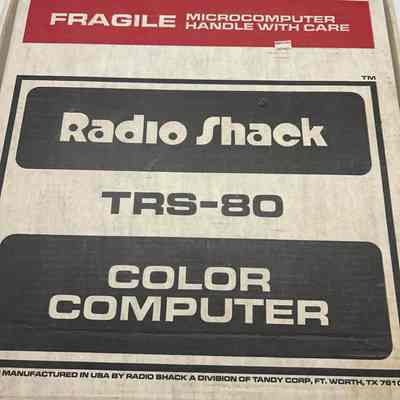 FRAGILE MICROCOMPUTER
HANDLE WITH CARE
TM
Radio Shack
TRS-80
COLOR
COMPUTER
MANUFACTURED IN USA BY RADIO SHACK A DIVISION OF TANDY CORP, FT. WORTH, TX 7610